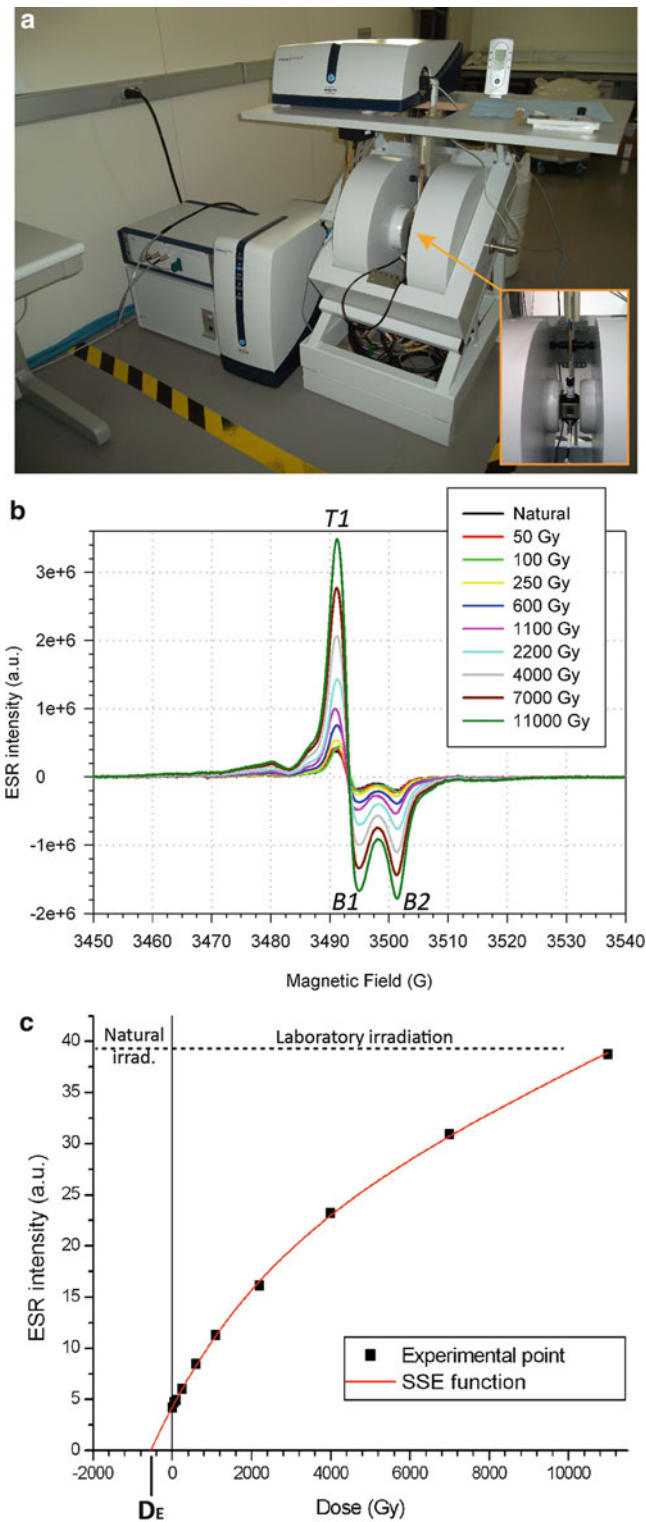 a
b
T1
Natural
50 Gy
100 Gy
250 Gy
600 Gy
1100 Gy
2200 Gy
4000 Gy
7000 Gy
11000 Gy
3e+6
2e+6
1e+6
0
-1e+6
-2e+6
ESR intensity (a.u.)
B1
B2
3450 3460 3470 3480 3490 3500 3510 3520 3530 3540
Magnetic Field (G)
c
Natural
irrad.
Laboratory irradiation
40
35
30
25
20
15
10
5
0
ESR intensity (a.u.)
Experimental point
SSE function
-2000 0 2000 4000 6000 8000 10000
DE
Dose (Gy)